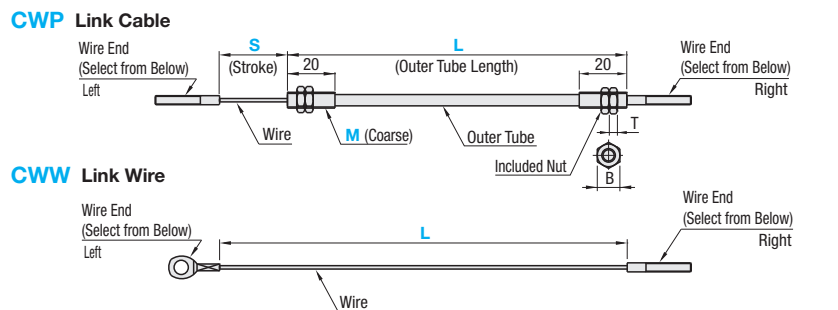 CWP Link Cable
Wire End
(Select from Below)
Left
S
(Stroke)
20
L
(Outer Tube Length)
20
Wire End
(Select from Below)
Right
Wire
M (Coarse)
Outer Tube
Included Nut
T
B
CWW Link Wire
Wire End
(Select from Below)
Left
L
Wire End
(Select from Below)
Right
Wire